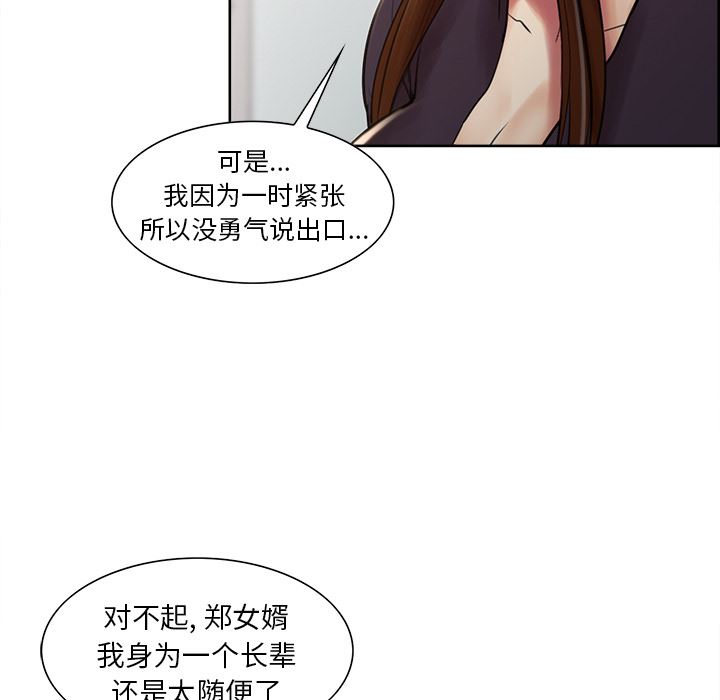 可是...
我因为一时紧张
所以没勇气说出口...
对不起, 郑女婿
我身为一个长辈
还是太随便了